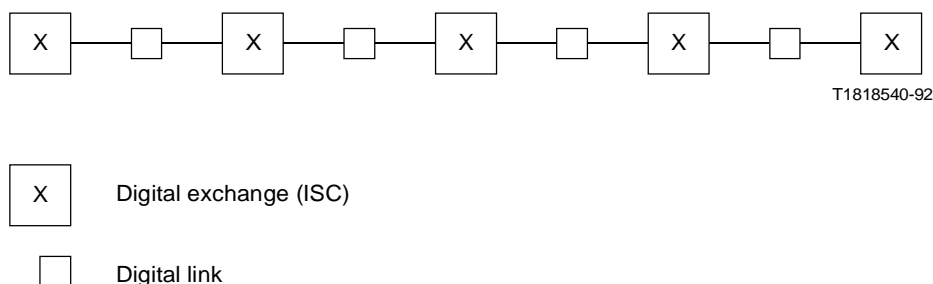 X X X X X
T1818540-92
X Digital exchange (ISC)
Digital link